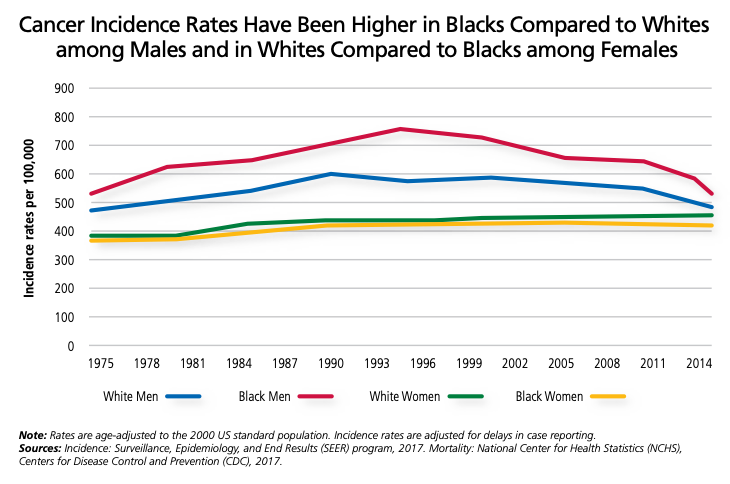 Cancer Incidence Rates Have Been Higher in Blacks Compared to Whites
among Males and in Whites Compared to Blacks among Females
Incidence rates per 100,000
900
800
700
600
500
400
300
200
100
0
1975 1978 1981 1984 1987 1990 1993 1996 1999 2002 2005 2008 2011 2014
White Men Black Men White Women Black Women
Note: Rates are age-adjusted to the 2000 US standard population. Incidence rates are adjusted for delays in case reporting.
Sources: Incidence: Surveillance, Epidemiology, and End Results (SEER) program, 2017. Mortality: National Center for Health Statistics (NCHS),
Centers for Disease Control and Prevention (CDC), 2017.